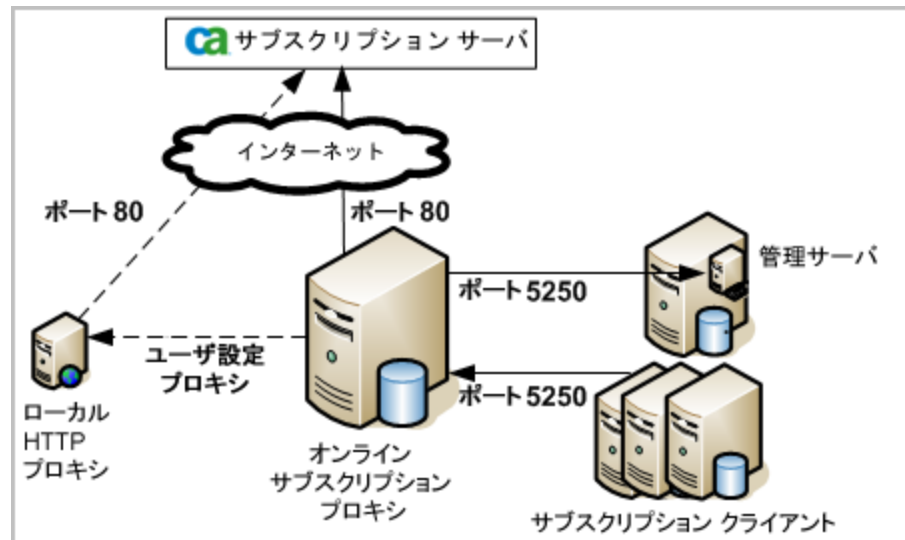 ca サブスクリプション サーバ
インターネット
ポート 80
ポート 80
管理サーバ
ポート 5250
ユーザ設定
プロキシ
ポート 5250
ローカル
HTTP
プロキシ
オンライン
サブスクリプション
プロキシ
サブスクリプション クライアント